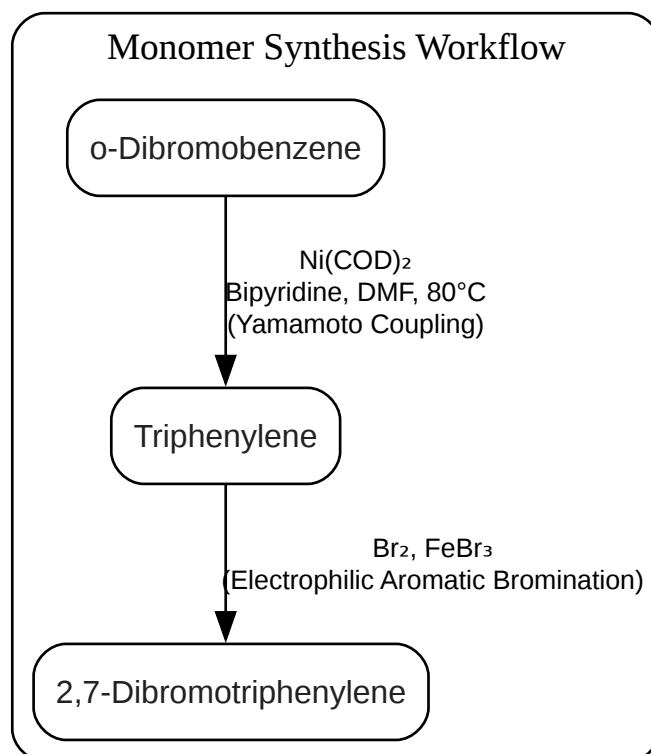 Monomer Synthesis Workflow
o-Dibromobenzene
Ni(COD)₂
Bipyridine, DMF, 80°C
(Yamamoto Coupling)
Triphenylene
Br₂, FeBr₃
(Electrophilic Aromatic Bromination)
2,7-Dibromotriphenylene